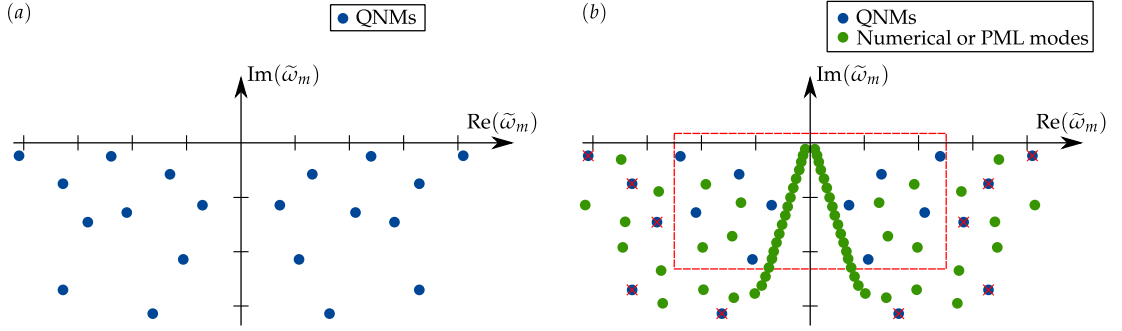 (a)
QNMs
Im(ω̃ₘ)
Re(ω̃ₘ)
(b)
QNMs
Numerical or PML modes
Im(ω̃ₘ)
Re(ω̃ₘ)